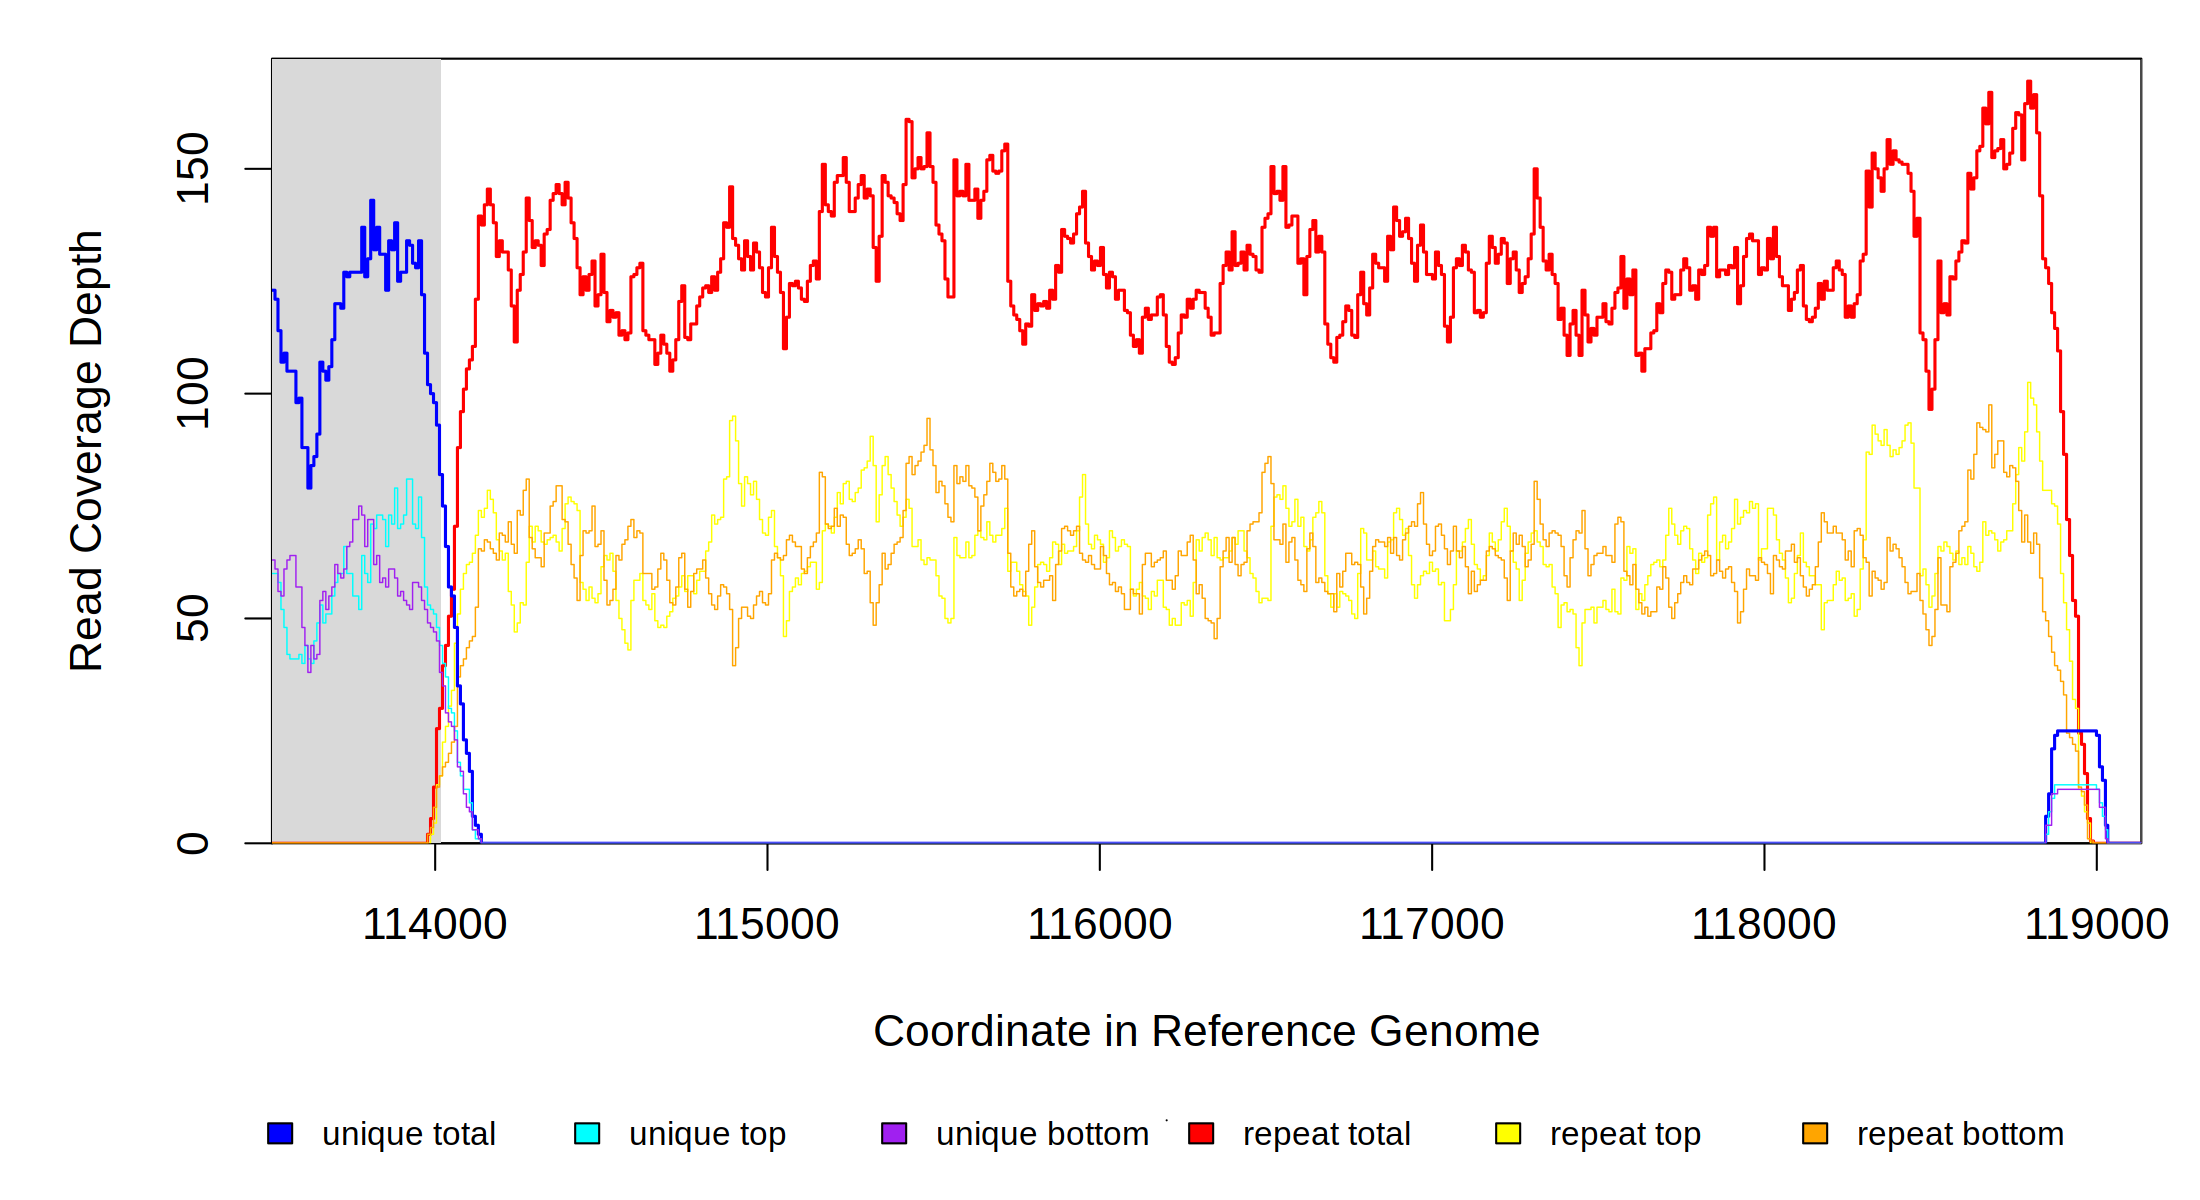 150
100
50
0
Read Coverage Depth
114000 115000 116000 117000 118000 119000
Coordinate in Reference Genome
unique total unique top unique bottom repeat total repeat top repeat bottom